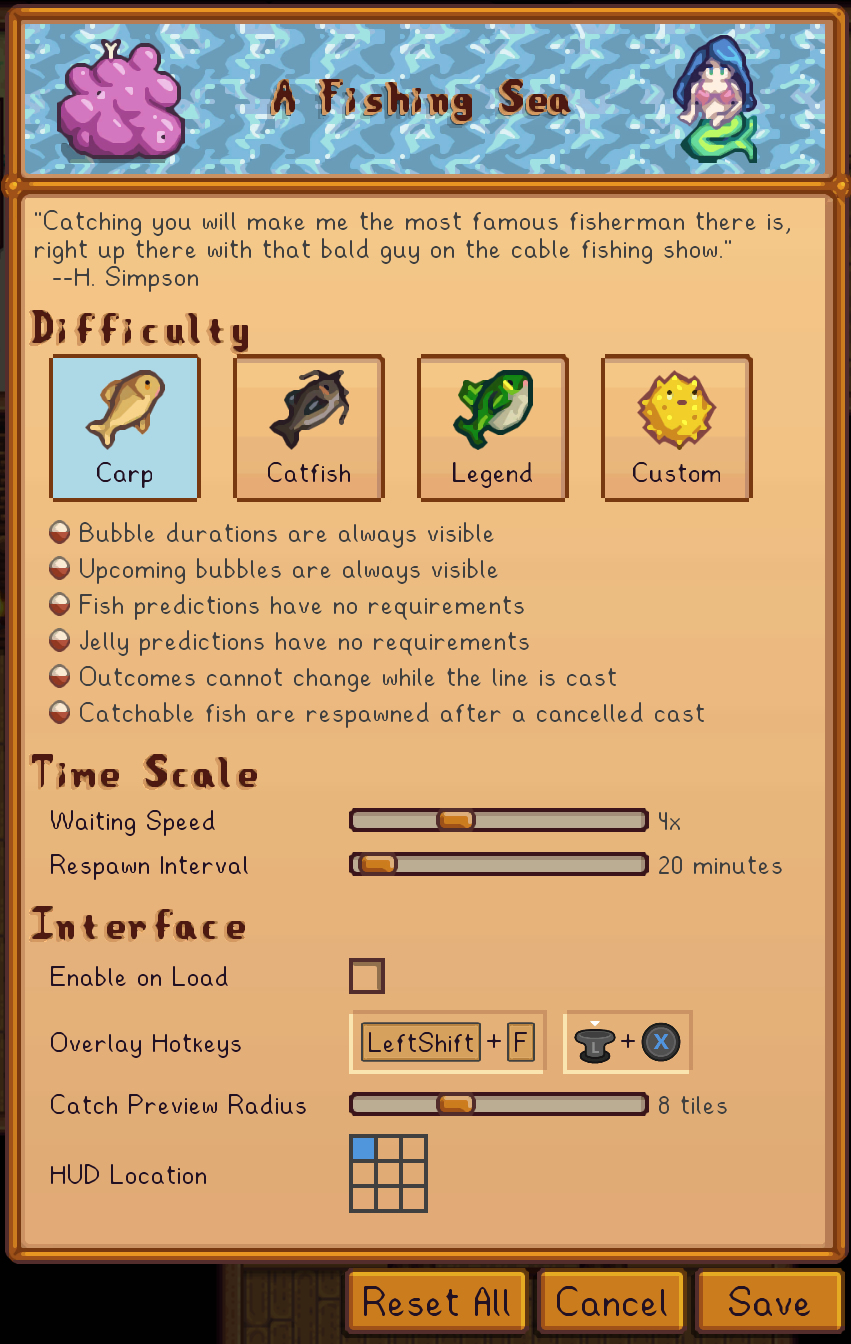 A Fishing Sea
"Catching you will make me the most famous fisherman there is,
right up there with that bald guy on the cable fishing show."
--H. Simpson
Difficulty
Carp Catfish Legend Custom
Bubble durations are always visible
Upcoming bubbles are always visible
Fish predictions have no requirements
Jelly predictions have no requirements
Outcomes cannot change while the line is cast
Catchable fish are respawned after a cancelled cast
Time Scale
Waiting Speed 4x
Respawn Interval 20 minutes
Interface
Enable on Load
Overlay Hotkeys LeftShift + F L + X
Catch Preview Radius 8 tiles
HUD Location
Reset All Cancel Save